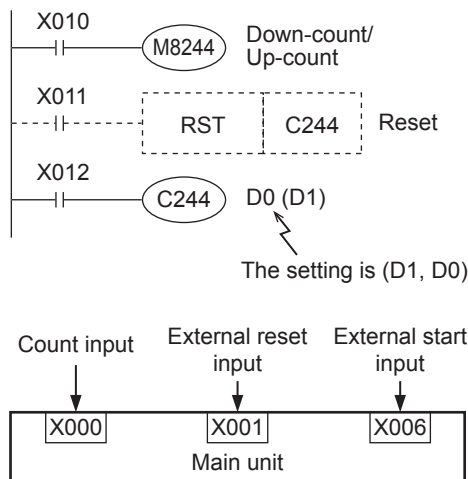 X010
M8244
Down-count/
Up-count
X011
RST
C244
Reset
X012
C244
D0 (D1)
The setting is (D1, D0)
Count input
External reset
input
External start
input
X000
X001
X006
Main unit